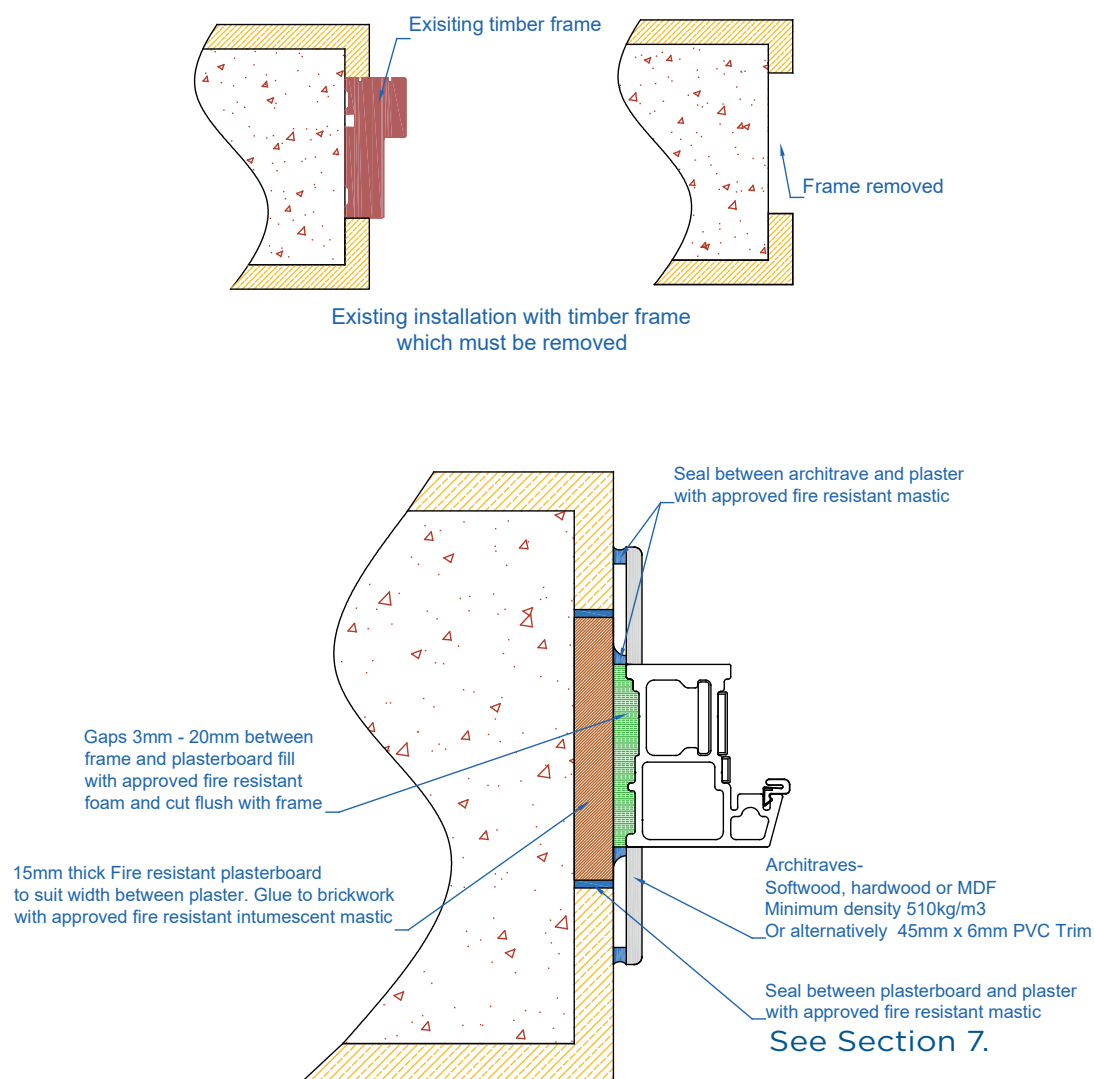 Exisiting timber frame
Frame removed
Existing installation with timber frame
which must be removed
Seal between architrave and plaster
with approved fire resistant mastic
Gaps 3mm - 20mm between
frame and plasterboard fill
with approved fire resistant
foam and cut flush with frame
15mm thick Fire resistant plasterboard
to suit width between plaster. Glue to brickwork
with approved fire resistant intumescent mastic
Architraves-
Softwood, hardwood or MDF
Minimum density 510kg/m3
Or alternatively 45mm x 6mm PVC Trim
Seal between plasterboard and plaster
with approved fire resistant mastic
See Section 7.